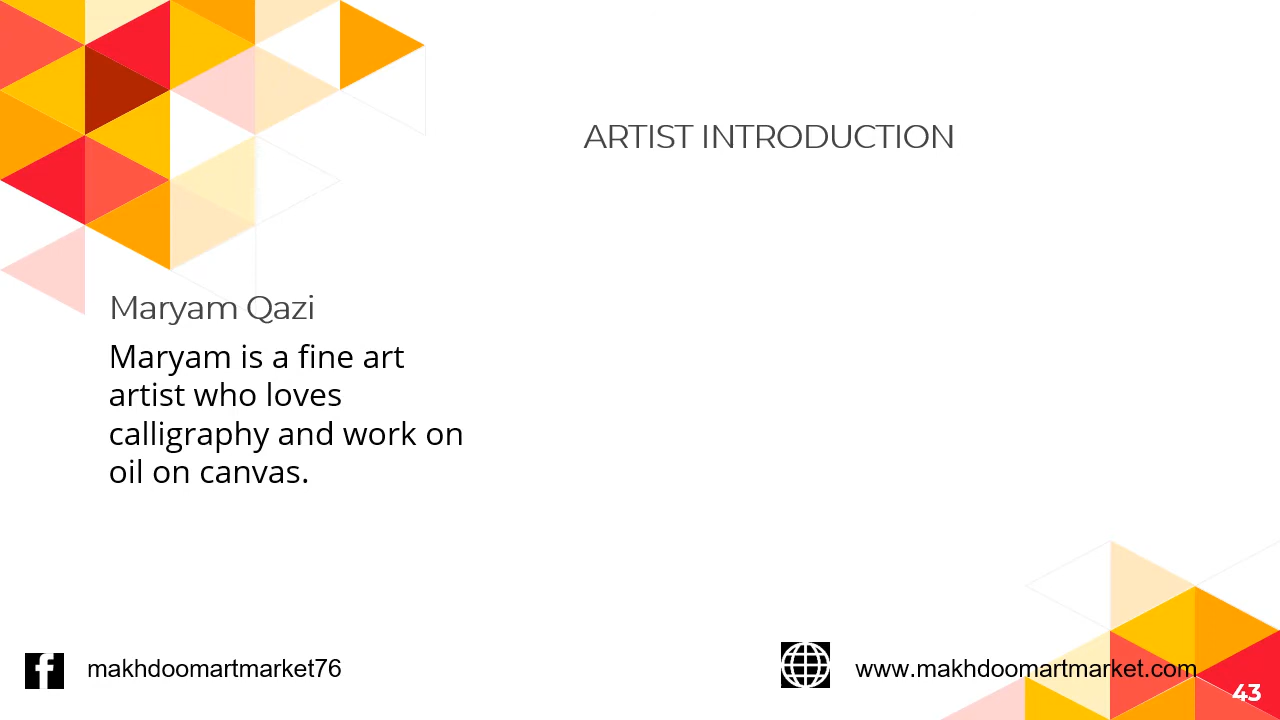 ARTIST INTRODUCTION
Maryam Qazi
Maryam is a fine art
artist who loves
calligraphy and work on
oil on canvas.
makhdoomartmarket76
www.makhdoomartmarket.com
43